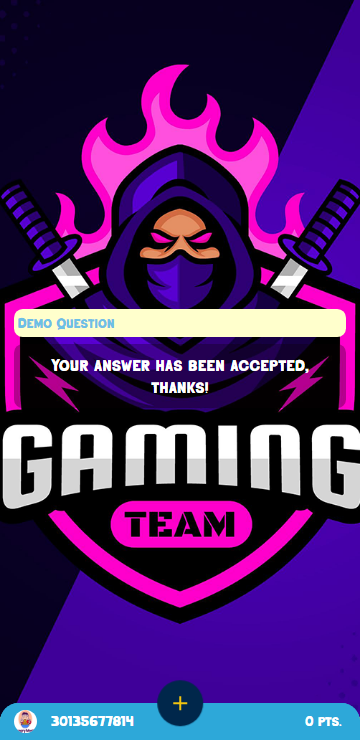 Demo Question
Your answer has been accepted,
thanks!
GAMING
TEAM
30135677814
0 pts.